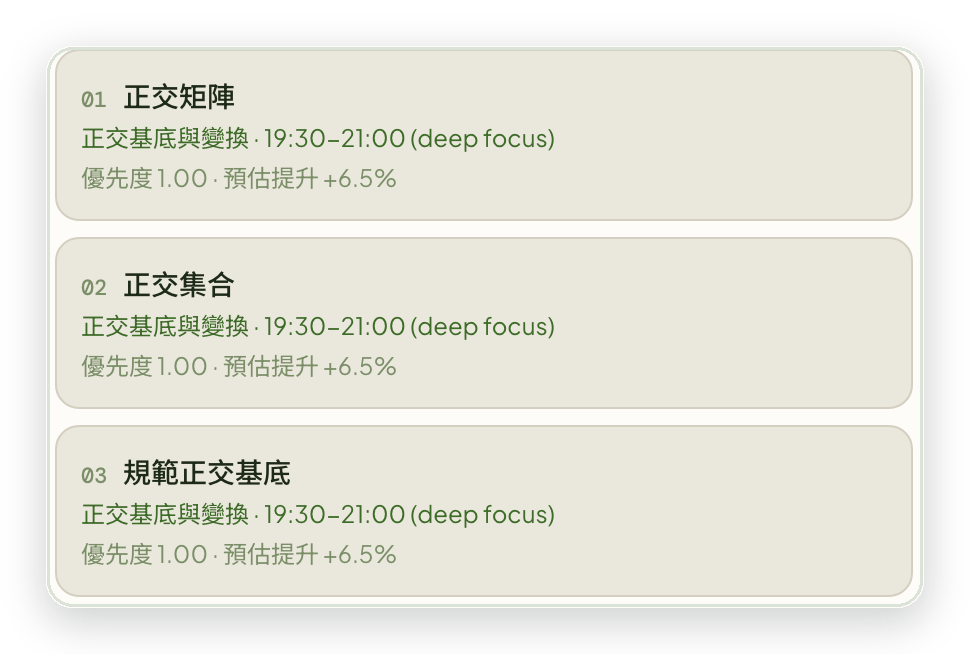 01 正交矩陣
正交基底與變換 · 19:30–21:00 (deep focus)
優先度 1.00 · 預估提升 +6.5%
02 正交集合
正交基底與變換 · 19:30–21:00 (deep focus)
優先度 1.00 · 預估提升 +6.5%
03 規範正交基底
正交基底與變換 · 19:30–21:00 (deep focus)
優先度 1.00 · 預估提升 +6.5%